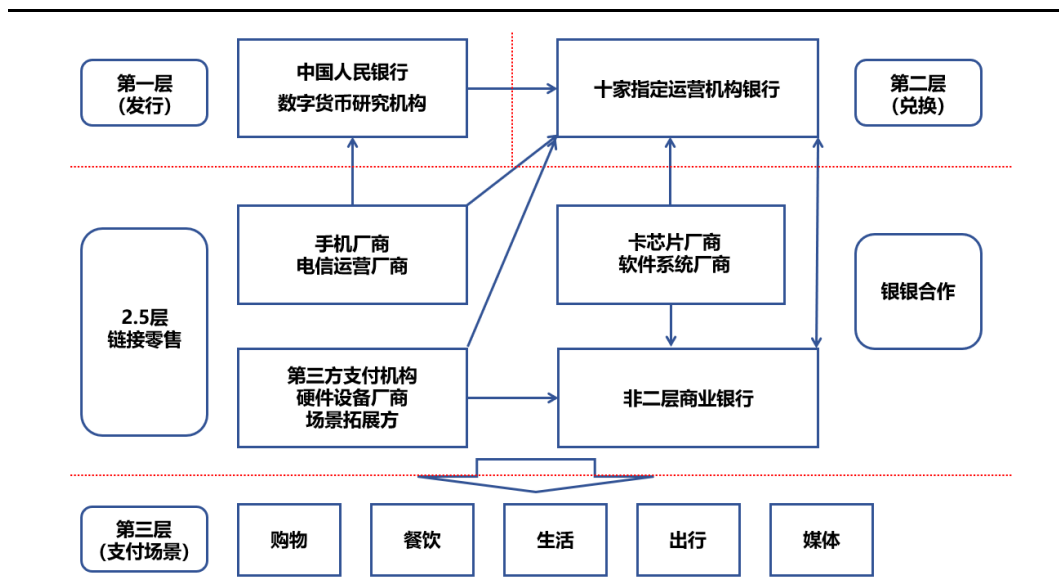 第一层
（发行）
中国人民银行
数字货币研究机构
十家指定运营机构银行
第二层
（兑换）
2.5层
链接零售
手机厂商
电信运营厂商
卡芯片厂商
软件系统厂商
银银合作
第三方支付机构
硬件设备厂商
场景拓展方
非二层商业银行
第三层
（支付场景）
购物
餐饮
生活
出行
媒体